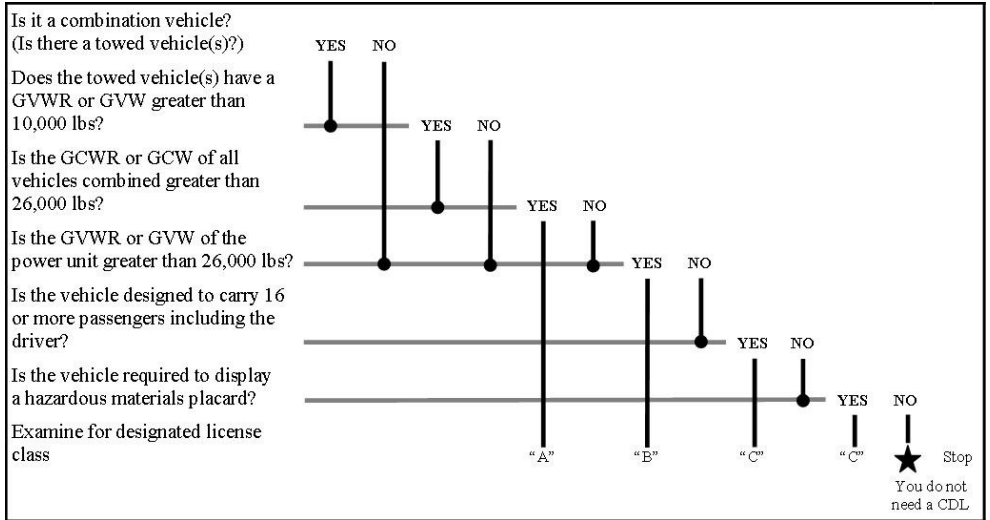 Is it a combination vehicle?
(Is there a towed vehicle(s)?)
YES NO
Does the towed vehicle(s) have a
GVWR or GVW greater than
10,000 lbs?
YES NO
Is the GCWR or GCW of all
vehicles combined greater than
26,000 lbs?
YES NO
Is the GVWR or GVW of the
power unit greater than 26,000 lbs?
YES NO
Is the vehicle designed to carry 16
or more passengers including the
driver?
YES NO
Is the vehicle required to display
a hazardous materials placard?
YES NO
Examine for designated license
class
“A” “B” “C” “C” Stop
You do not
need a CDL